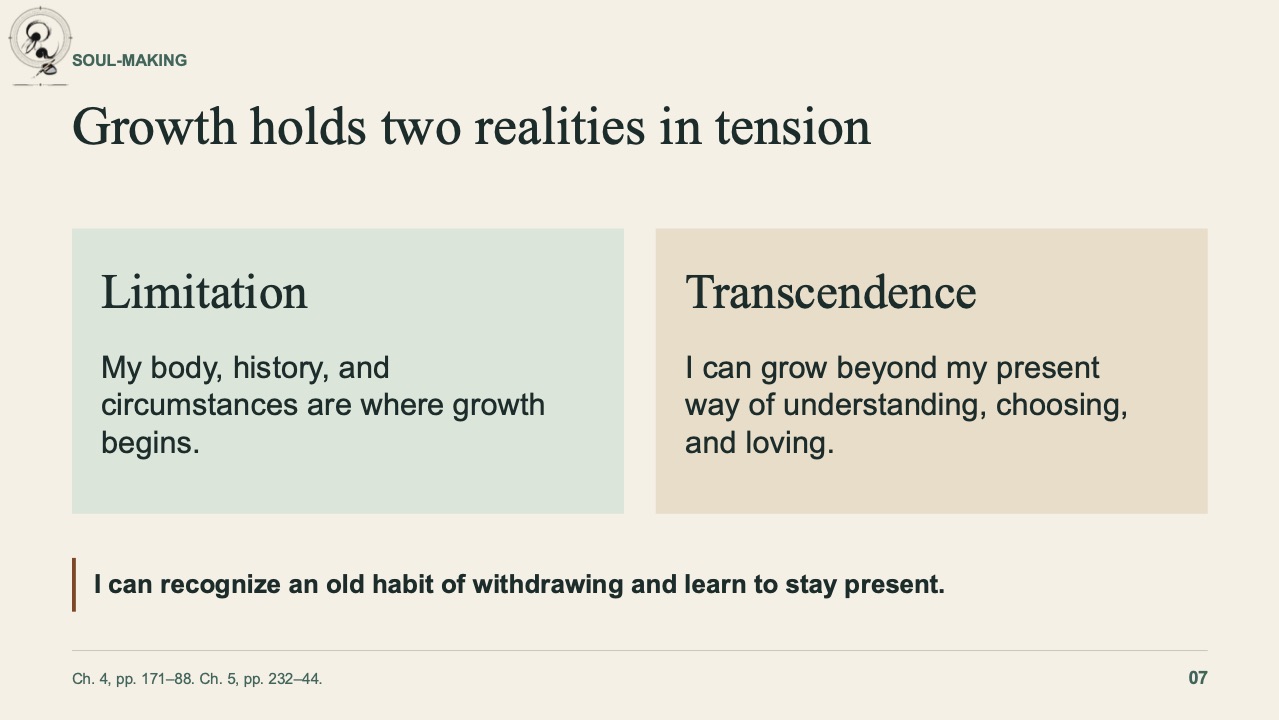 SOUL-MAKING
Growth holds two realities in tension
Limitation
My body, history, and
circumstances are where growth
begins.
Transcendence
I can grow beyond my present
way of understanding, choosing,
and loving.
I can recognize an old habit of withdrawing and learn to stay present.
Ch. 4, pp. 171–88. Ch. 5, pp. 232–44.
07